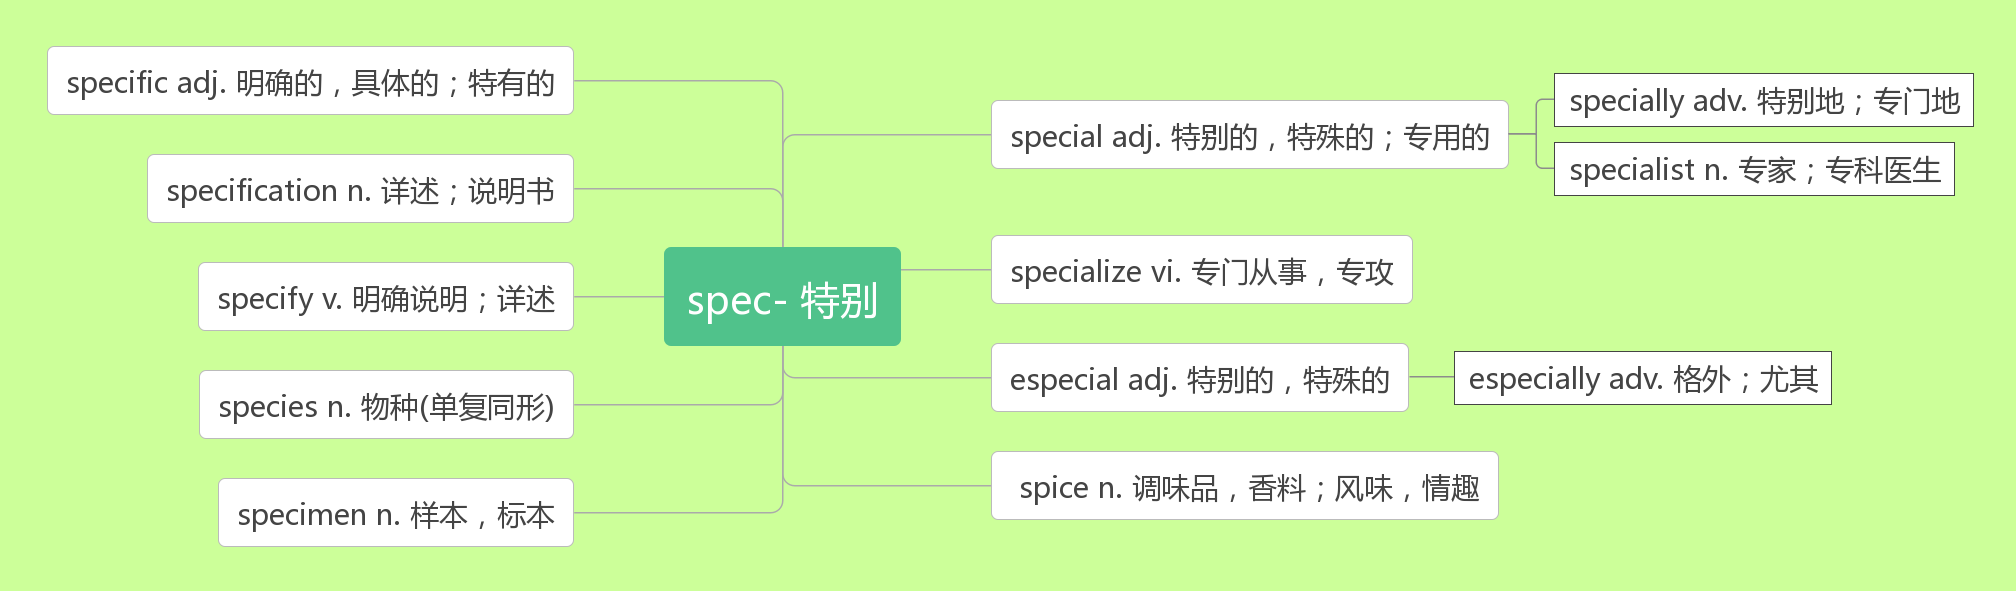 specific adj. 明确的，具体的；特有的
specification n. 详述；说明书
specify v. 明确说明；详述
species n. 物种(单复同形)
specimen n. 样本，标本
spec- 特别
special adj. 特别的，特殊的；专用的
specially adv. 特别地；专门地
specialist n. 专家；专科医生
specialize vi. 专门从事，专攻
especial adj. 特别的，特殊的
especially adv. 格外；尤其
spice n. 调味品，香料；风味，情趣